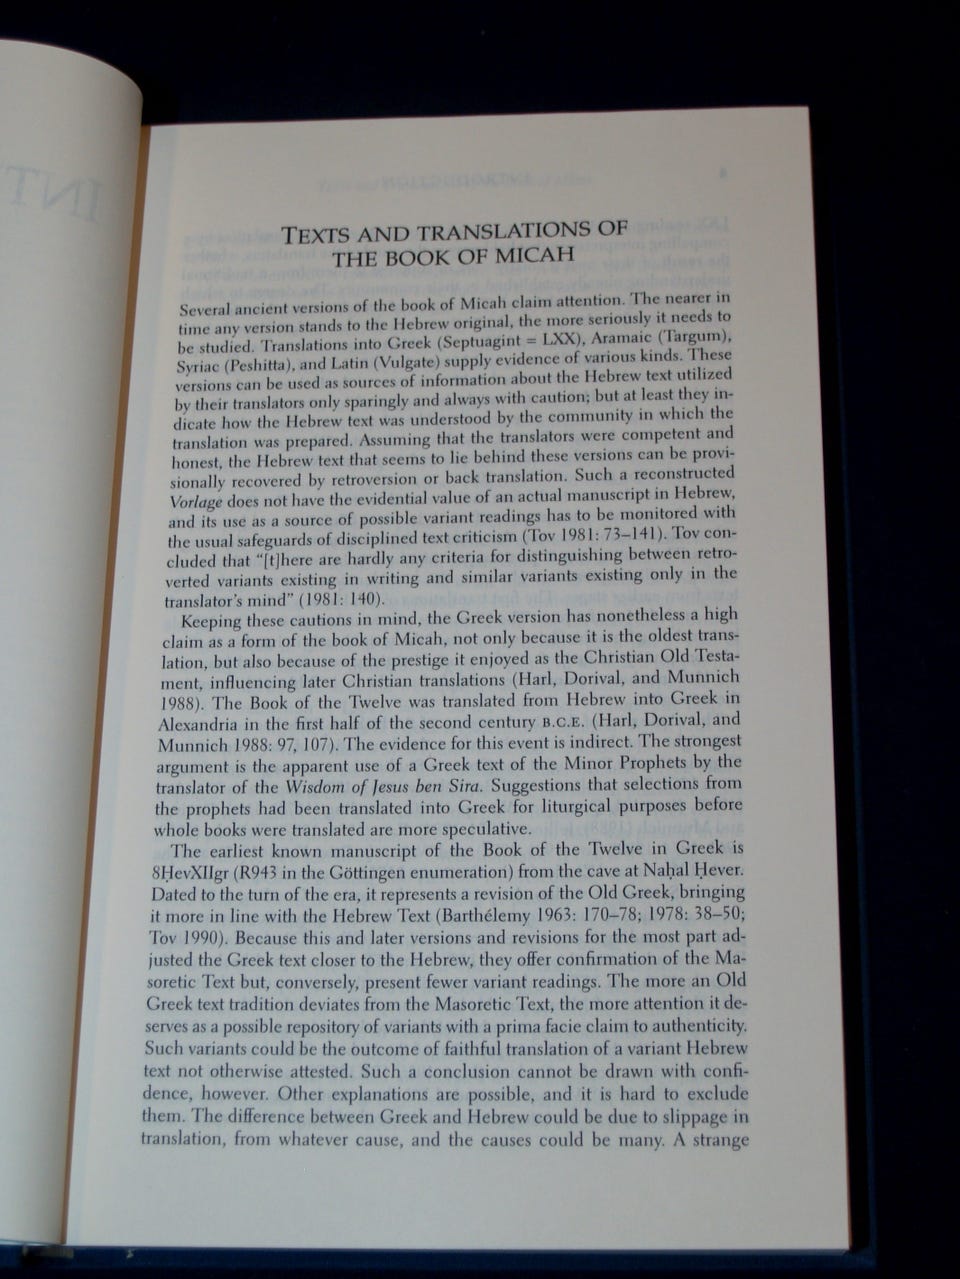 INT
TEXTS AND TRANSLATIONS OF
THE BOOK OF MICAH
Several ancient versions of the book of Micah claim attention. The nearer in
time any version stands to the Hebrew original, the more seriously it needs to
be studied. Translations into Greek (Septuagint = LXX), Aramaic (Targum),
Syriac (Peshitta), and Latin (Vulgate) supply evidence of various kinds. These
versions can be used as sources of information about the Hebrew text utilized
by their translators only sparingly and always with caution; but at least they in-
dicate how the Hebrew text was understood by the community in which the
translation was prepared. Assuming that the translators were competent and
honest, the Hebrew text that seems to lie behind these versions can be provi-
sionally recovered by retroversion or back translation. Such a reconstructed
Vorlage does not have the evidential value of an actual manuscript in Hebrew,
and its use as a source of possible variant readings has to be monitored with
the usual safeguards of disciplined text criticism (Tov 1981: 73–141). Tov con-
cluded that “[t]here are hardly any criteria for distinguishing between retro-
verted variants existing in writing and similar variants existing only in the
translator’s mind” (1981: 140).
Keeping these cautions in mind, the Greek version has nonetheless a high
claim as a form of the book of Micah, not only because it is the oldest trans-
lation, but also because of the prestige it enjoyed as the Christian Old Testa-
ment, influencing later Christian translations (Harl, Dorival, and Munnich
1988). The Book of the Twelve was translated from Hebrew into Greek in
Alexandria in the first half of the second century B.C.E. (Harl, Dorival, and
Munnich 1988: 97, 107). The evidence for this event is indirect. The strongest
argument is the apparent use of a Greek text of the Minor Prophets by the
translator of the Wisdom of Jesus ben Sira. Suggestions that selections from
the prophets had been translated into Greek for liturgical purposes before
whole books were translated are more speculative.
The earliest known manuscript of the Book of the Twelve in Greek is
8ḤevXIIgr (R943 in the Göttingen enumeration) from the cave at Naḥal Ḥever.
Dated to the turn of the era, it represents a revision of the Old Greek, bringing
it more in line with the Hebrew Text (Barthélemy 1963: 170–78; 1978: 38–50;
Tov 1990). Because this and later versions and revisions for the most part ad-
justed the Greek text closer to the Hebrew, they offer confirmation of the Ma-
soretic Text but, conversely, present fewer variant readings. The more an Old
Greek text tradition deviates from the Masoretic Text, the more attention it de-
serves as a possible repository of variants with a prima facie claim to authenticity.
Such variants could be the outcome of faithful translation of a variant Hebrew
text not otherwise attested. Such a conclusion cannot be drawn with confi-
dence, however. Other explanations are possible, and it is hard to exclude
them. The difference between Greek and Hebrew could be due to slippage in
translation, from whatever cause, and the causes could be many. A strange